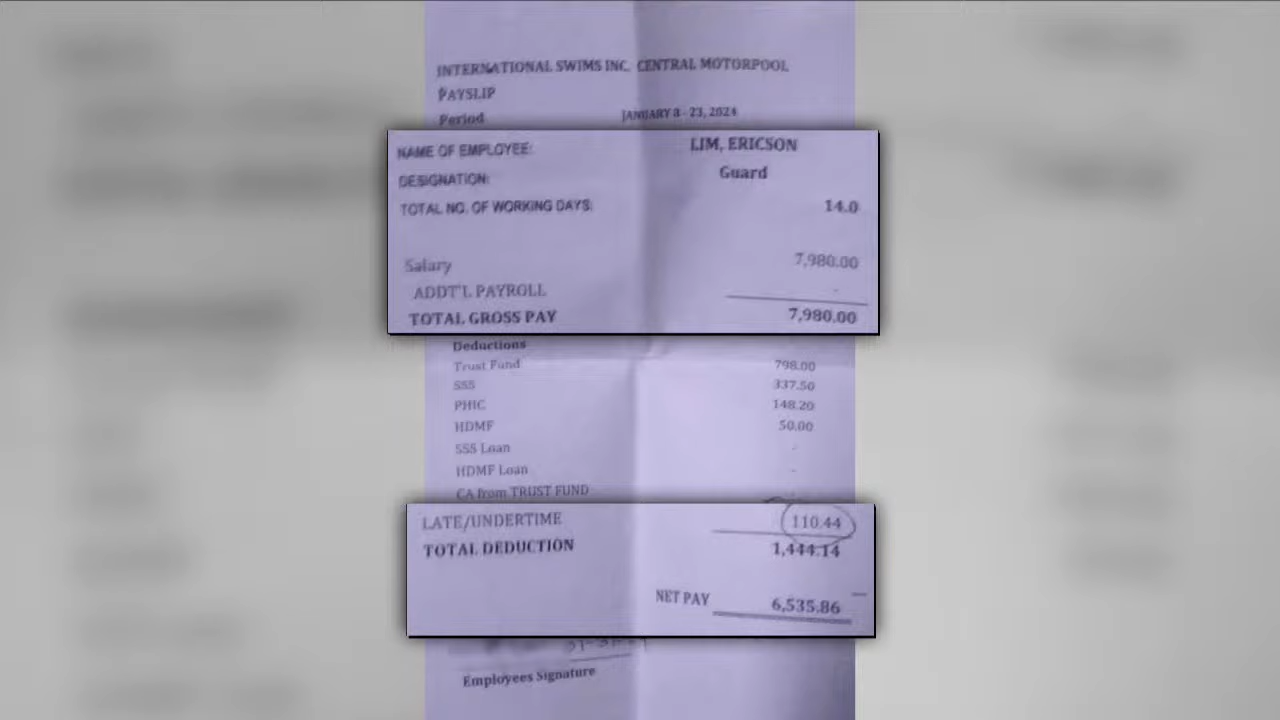 INTERNATIONAL SWIMS INC. CENTRAL MOTORPOOL
PAYSLIP
Period JANUARY 8 - 23, 2024
NAME OF EMPLOYEE: LIM, ERICSON
DESIGNATION: Guard
TOTAL NO. OF WORKING DAYS: 14.0
Salary 7,980.00
ADDT'L PAYROLL -
TOTAL GROSS PAY 7,980.00
Deductions
Trust Fund 798.00
SSS 337.50
PHIC 148.20
HDMF 50.00
SSS Loan -
HDMF Loan -
CA from TRUST FUND
LATE/UNDERTIME 110.44
TOTAL DEDUCTION 1,444.14
NET PAY 6,535.86
Employees Signature